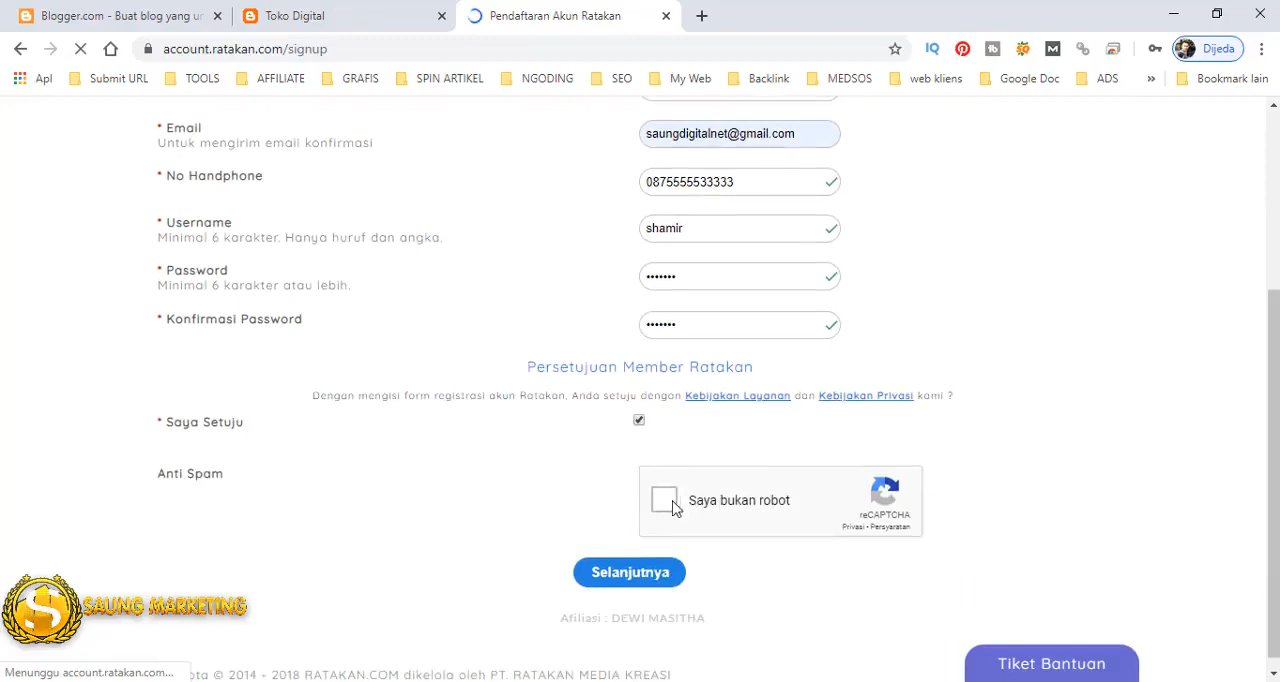 Blogger.com - Buat blog yang ur
Toko Digital
Pendaftaran Akun Ratakan
account.ratakan.com/signup
IQ
tb
M
Dijeda
Apl
Submit URL
TOOLS
AFFILIATE
GRAFIS
SPIN ARTIKEL
NGODING
SEO
My Web
Backlink
MEDSOS
web kliens
Google Doc
ADS
»
Bookmark lain
* Email
saungdigitalnet@gmail.com
Untuk mengirim email konfirmasi
* No Handphone
0875555533333
* Username
shamir
Minimal 6 karakter. Hanya huruf dan angka.
* Password
•••••••
Minimal 6 karakter atau lebih.
* Konfirmasi Password
•••••••
Persetujuan Member Ratakan
Dengan mengisi form registrasi akun Ratakan, Anda setuju dengan Kebijakan Layanan dan Kebijakan Privasi kami ?
* Saya Setuju
Anti Spam
Saya bukan robot
reCAPTCHA
Privasi • Persyaratan
Selanjutnya
SAUNG MARKETING
Afiliasi : DEWI MASITHA
Tiket Bantuan
Menunggu account.ratakan.com...
ota © 2014 - 2018 RATAKAN.COM dikelola oleh PT. RATAKAN MEDIA KREASI